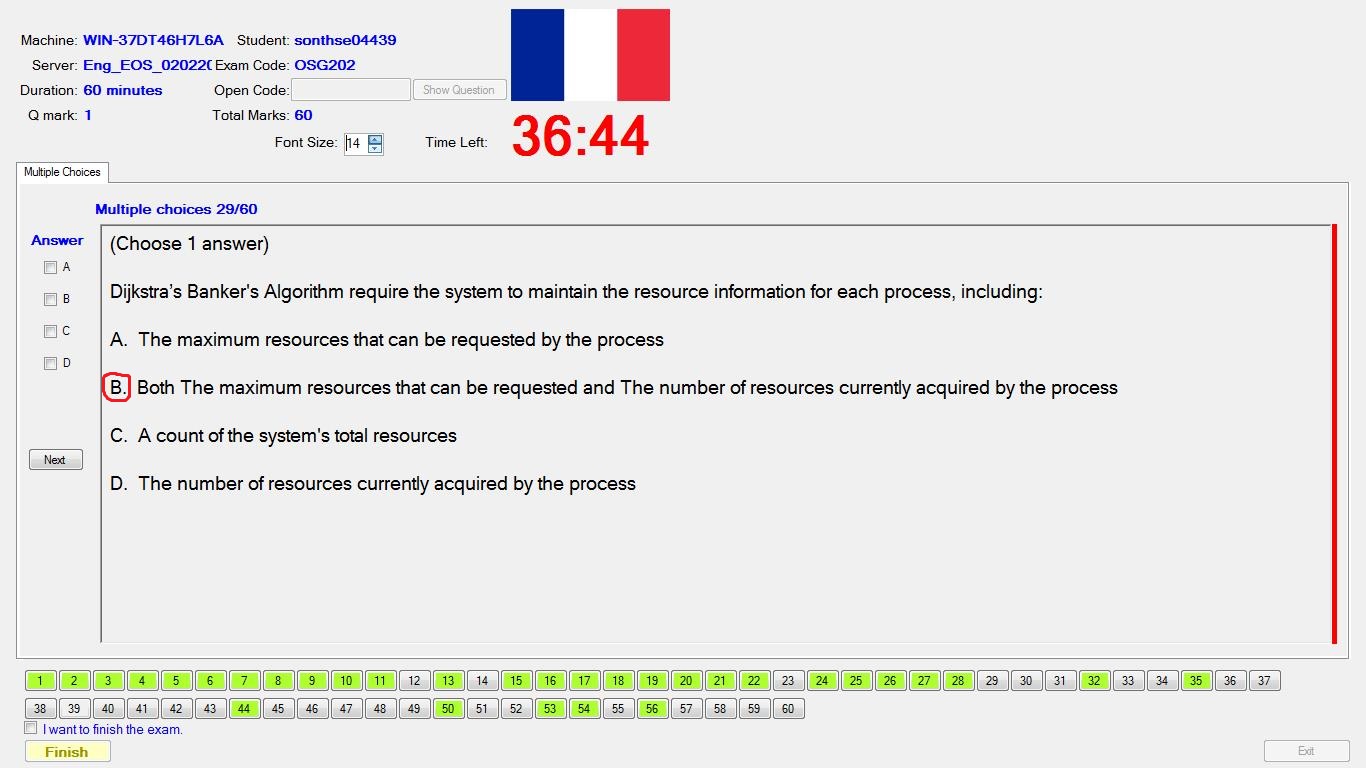 Machine: WIN-37DT46H7L6A Student: sonthse04439
Server: Eng_EOS_02022( Exam Code: OSG202
Duration: 60 minutes Open Code: Show Question
Q mark: 1 Total Marks: 60
Font Size: 14 Time Left: 36:44
Multiple Choices
Multiple choices 29/60
Answer
(Choose 1 answer)
A
Dijkstra’s Banker's Algorithm require the system to maintain the resource information for each process, including:
B
C
A. The maximum resources that can be requested by the process
D
B. Both The maximum resources that can be requested and The number of resources currently acquired by the process
C. A count of the system's total resources
Next
D. The number of resources currently acquired by the process
1 2 3 4 5 6 7 8 9 10 11 12 13 14 15 16 17 18 19 20 21 22 23 24 25 26 27 28 29 30 31 32 33 34 35 36 37
38 39 40 41 42 43 44 45 46 47 48 49 50 51 52 53 54 55 56 57 58 59 60
I want to finish the exam.
Finish Exit